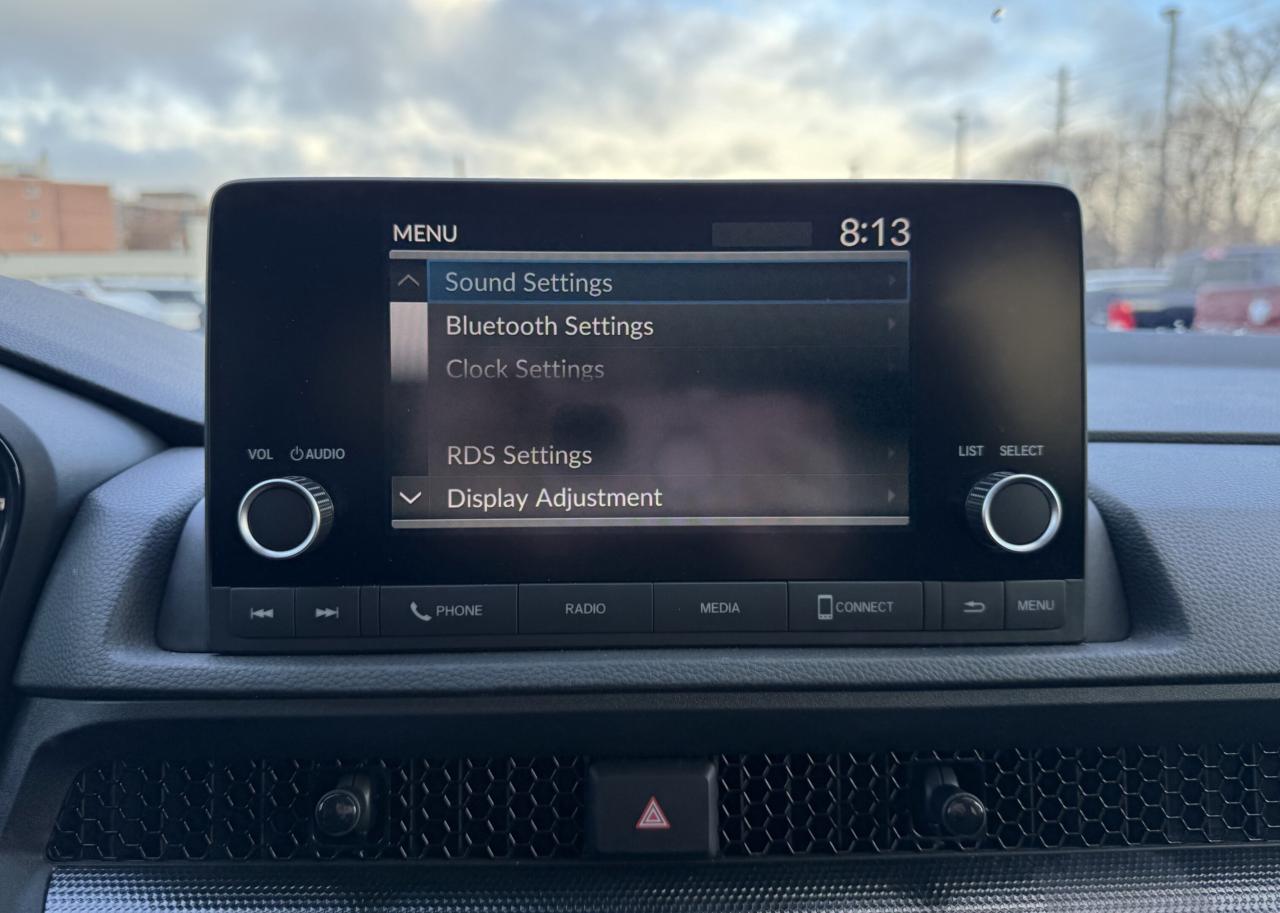 MENU
8:13
Sound Settings
Bluetooth Settings
Clock Settings
RDS Settings
Display Adjustment
VOL AUDIO
LIST SELECT
PHONE
RADIO
MEDIA
CONNECT
MENU